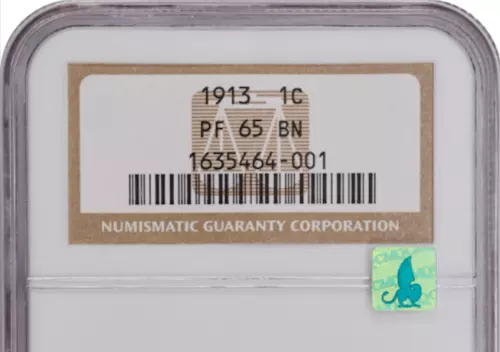 1913 1C
PF 65 BN
1635464-001
NUMISMATIC GUARANTY CORPORATION